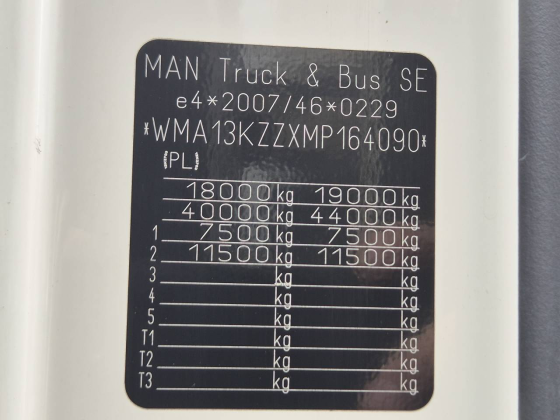 MAN Truck & Bus SE
e4*2007/46*0229
*WMA13KZZXMP164090*
(PL)
18000 kg 19000 kg
40000 kg 44000 kg
1 7500 kg 7500 kg
2 11500 kg 11500 kg
3 kg kg
4 kg kg
5 kg kg
T1 kg kg
T2 kg kg
T3 kg kg